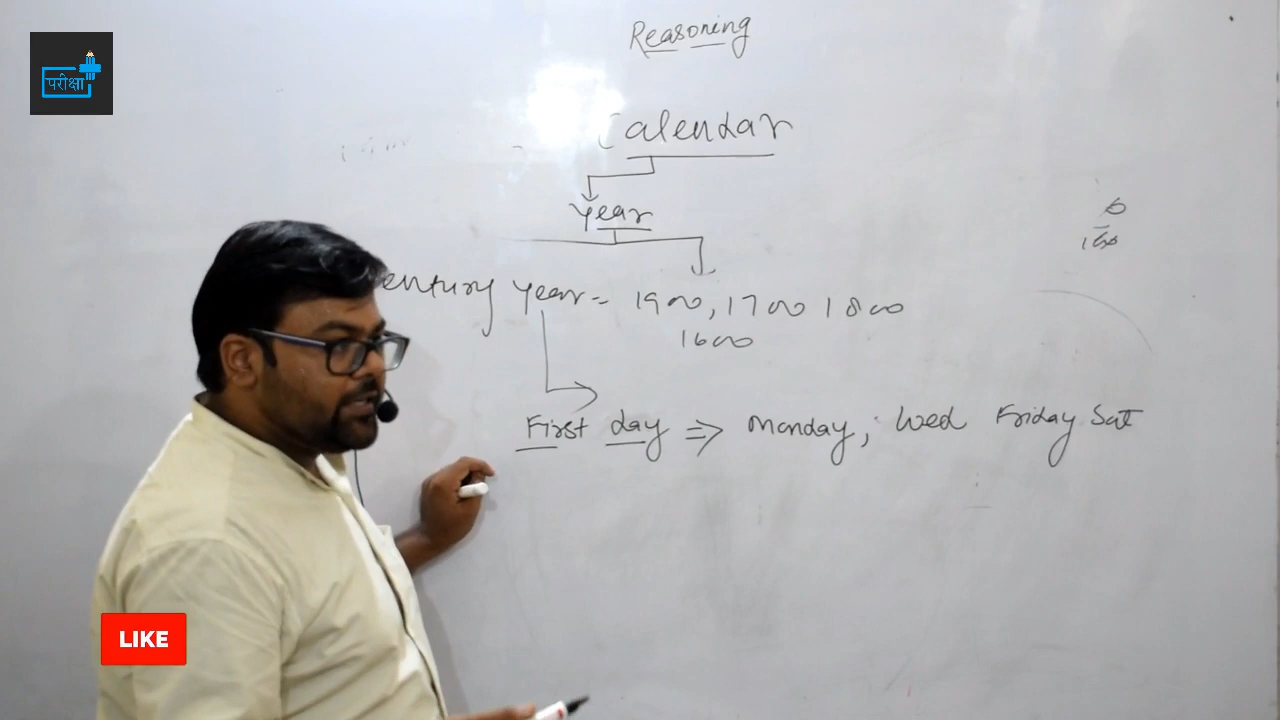 Reasoning
परीक्षा
Calendar
Year
entury Year = 1900, 1700 1800
1600
First day ⇒ Monday, Wed Friday Sat
LIKE